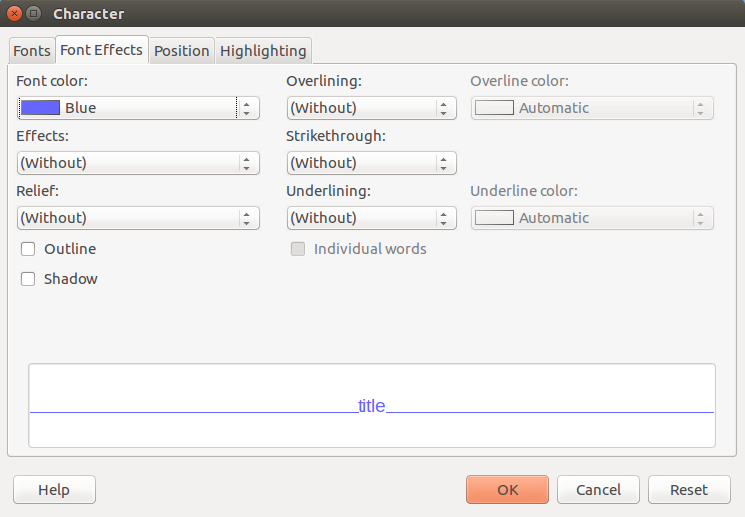 Character
Fonts Font Effects Position Highlighting
Font color: Overlining: Overline color:
Blue (Without) Automatic
Effects: Strikethrough:
(Without) (Without)
Relief: Underlining: Underline color:
(Without) (Without) Automatic
Outline Individual words
Shadow
title
Help OK Cancel Reset